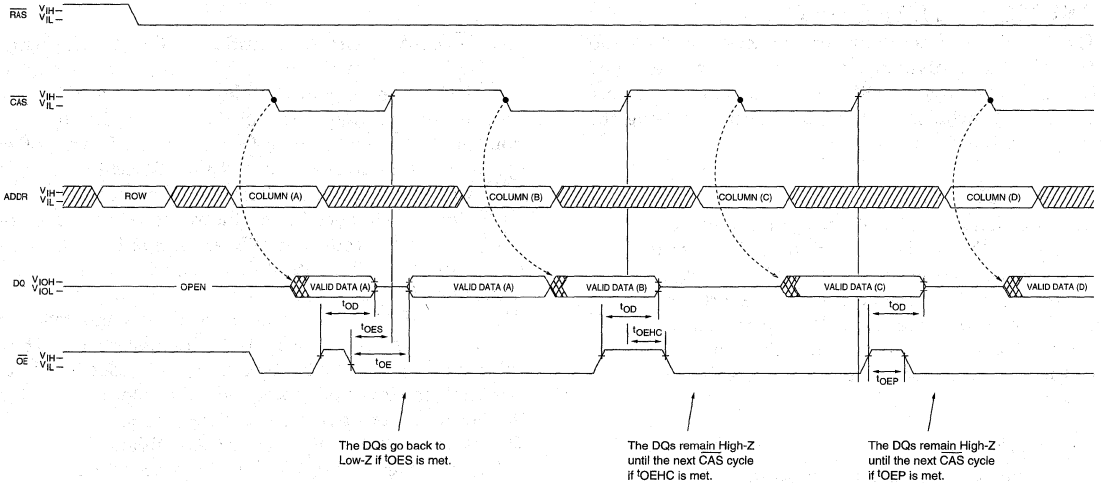 RAS VIH VIL
CAS VIH VIL
ADDR VIH VIL ROW COLUMN (A) COLUMN (B) COLUMN (C) COLUMN (D)
DQ VIOH VIOL OPEN VALID DATA (A) VALID DATA (A) VALID DATA (B) VALID DATA (C) VALID DATA (D)
tOD tOD tOD
tOES tOEHC
OE VIH VIL tOE tOEP
The DQs go back to
Low-Z if tOES is met.
The DQs remain High-Z
until the next CAS cycle
if tOEHC is met.
The DQs remain High-Z
until the next CAS cycle
if tOEP is met.